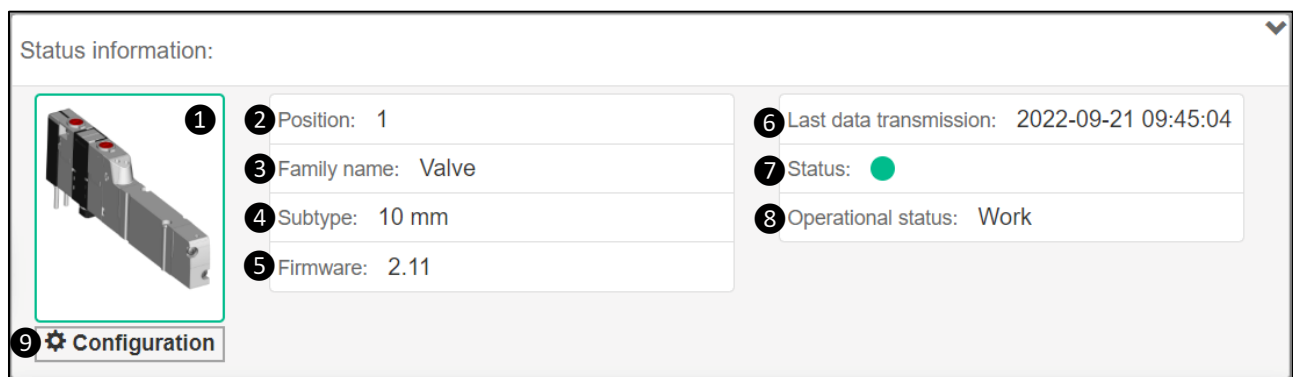 Status information:
1
2 Position: 1
3 Family name: Valve
4 Subtype: 10 mm
5 Firmware: 2.11
6 Last data transmission: 2022-09-21 09:45:04
7 Status:
8 Operational status: Work
9 Configuration